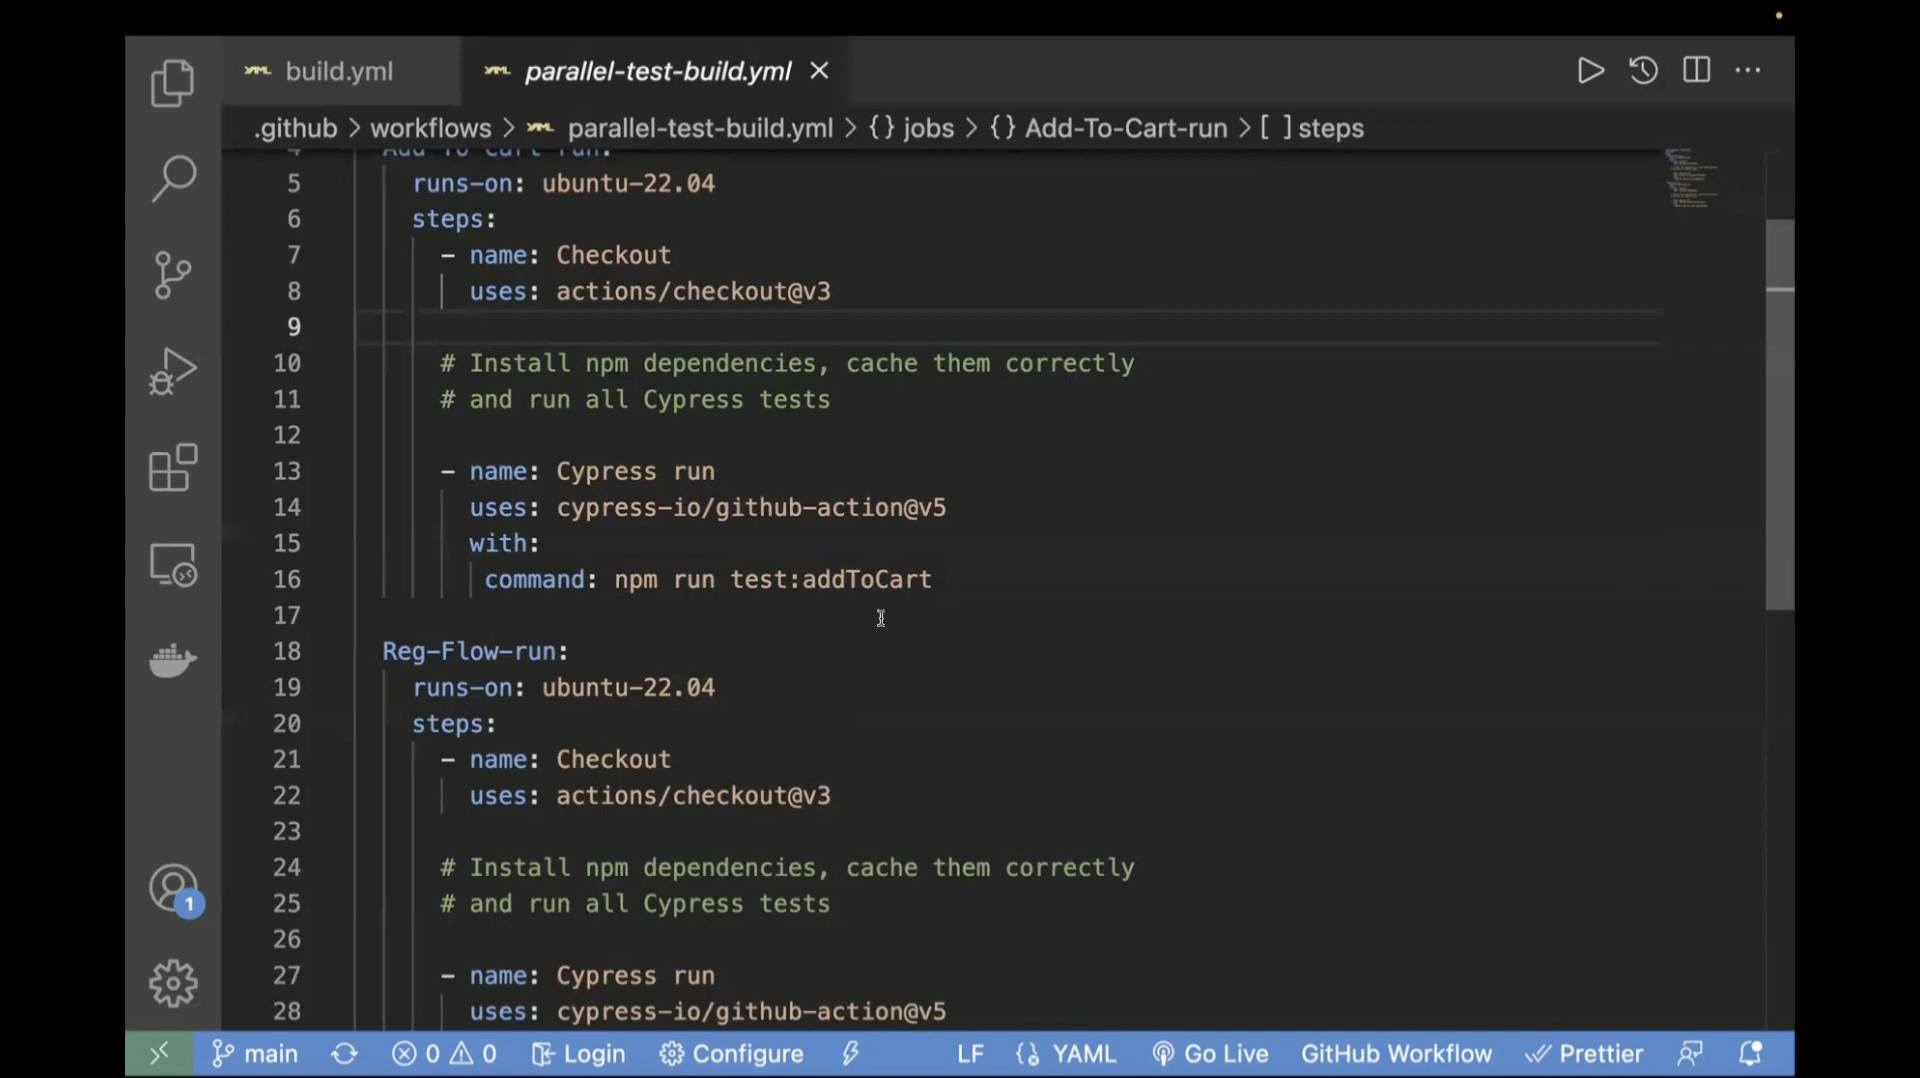 build.yml
parallel-test-build.yml
.github > workflows > parallel-test-build.yml > {} jobs > {} Add-To-Cart-run > [ ] steps
4 Add-To-Cart-run:
5 runs-on: ubuntu-22.04
6 steps:
7 - name: Checkout
8 uses: actions/checkout@v3
9
10 # Install npm dependencies, cache them correctly
11 # and run all Cypress tests
12
13 - name: Cypress run
14 uses: cypress-io/github-action@v5
15 with:
16 command: npm run test:addToCart
17
18 Reg-Flow-run:
19 runs-on: ubuntu-22.04
20 steps:
21 - name: Checkout
22 uses: actions/checkout@v3
23
24 # Install npm dependencies, cache them correctly
25 # and run all Cypress tests
26
27 - name: Cypress run
28 uses: cypress-io/github-action@v5
1
main 0 0 Login Configure LF YAML Go Live GitHub Workflow Prettier